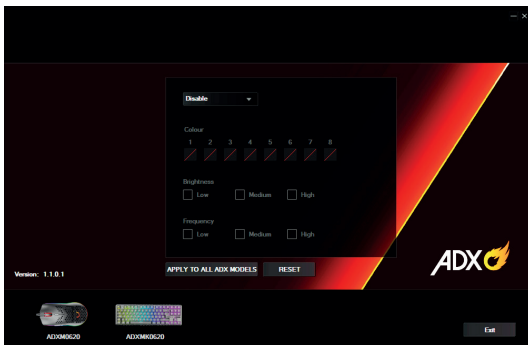 Disable
Colour
1 2 3 4 5 6 7 8
Brightness
Low Medium High
Frequency
Low Medium High
APPLY TO ALL ADX MODELS RESET
ADX
Version: 1.1.0.1
ADXM0620 ADXMK0620
Exit